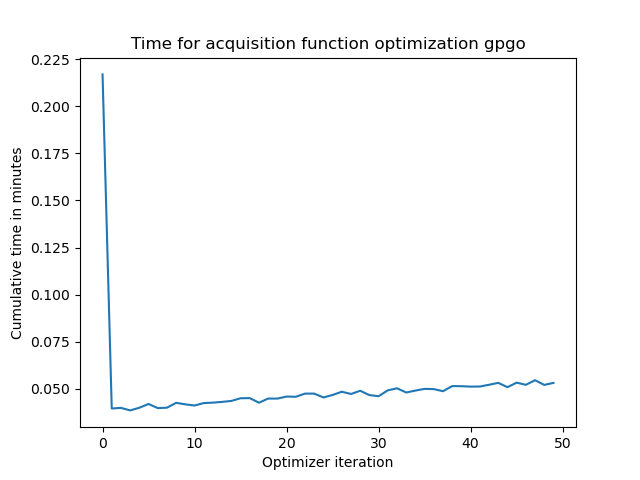 Time for acquisition function optimization gpgo
0.225
0.200
0.175
0.150
0.125
0.100
0.075
0.050
Cumulative time in minutes
0 10 20 30 40 50
Optimizer iteration